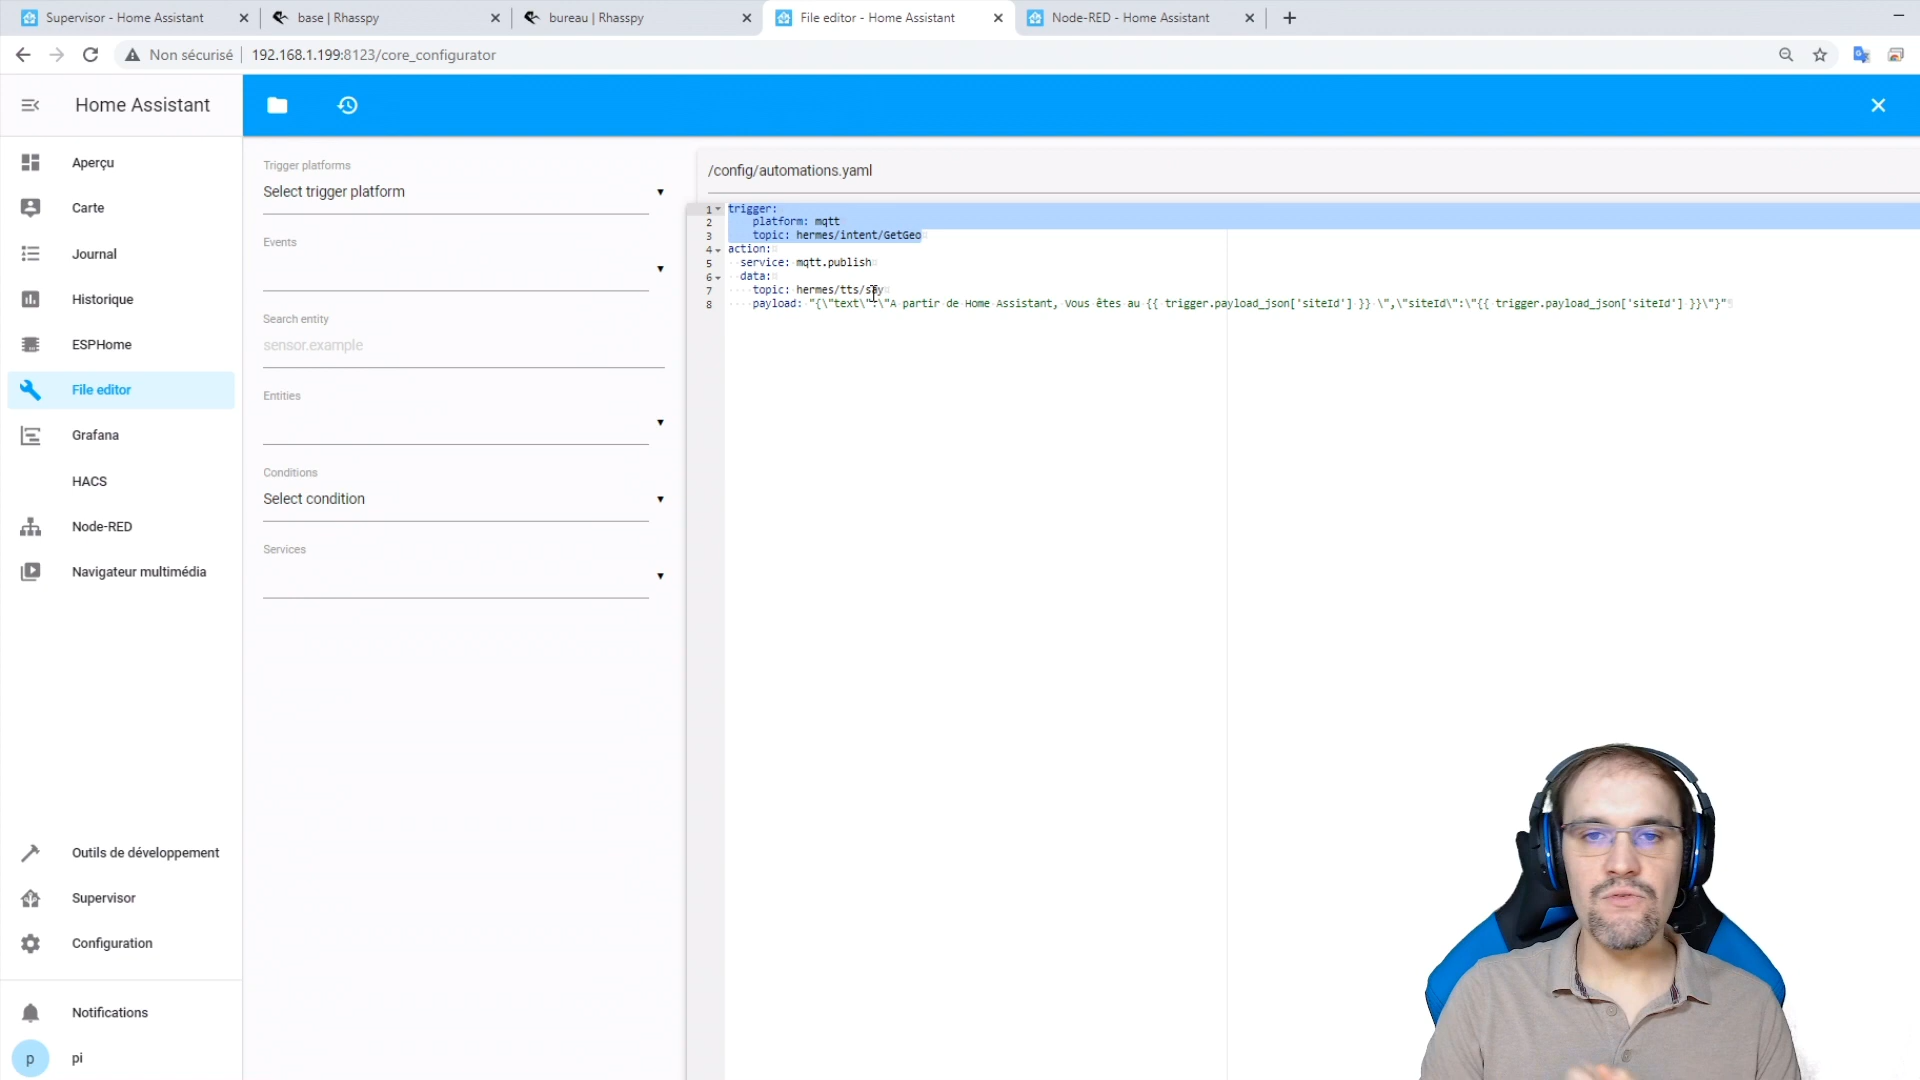 Supervisor - Home Assistant
base | Rhasspy
bureau | Rhasspy
File editor - Home Assistant
Node-RED - Home Assistant
Non sécurisé
192.168.1.199:8123/core_configurator
Home Assistant
Aperçu
Carte
Journal
Historique
ESPHome
File editor
Grafana
HACS
Node-RED
Navigateur multimédia
Outils de développement
Supervisor
Configuration
Notifications
p
pi
Trigger platforms
Select trigger platform
Events
Search entity
sensor.example
Entities
Conditions
Select condition
Services
/config/automations.yaml
1 trigger:
2 platform: mqtt
3 topic: hermes/intent/GetGeo
4 action:
5 service: mqtt.publish
6 data:
7 topic: hermes/tts/say
8 payload: "{\"text\":\"A partir de Home Assistant, Vous êtes au {{ trigger.payload_json['siteId'] }} \",\"siteId\":\"{{ trigger.payload_json['siteId'] }}\"}"